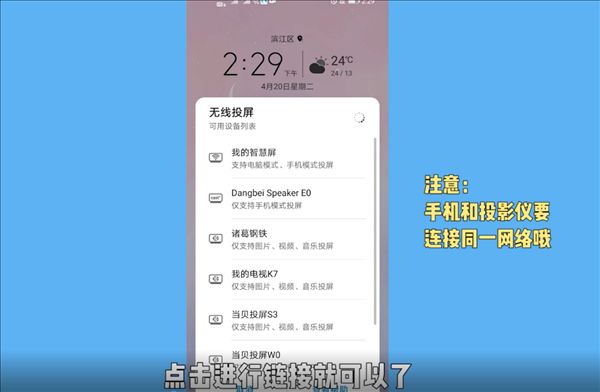 2:29
滨江区
2:29 下午
24℃
24 / 13
4月20日星期二
无线投屏
可用设备列表
我的智慧屏
支持电脑模式、手机模式投屏
Dangbei Speaker E0
仅支持手机模式投屏
诸葛钢铁
仅支持图片、视频、音乐投屏
我的电视K7
仅支持图片、视频、音乐投屏
当贝投屏S3
仅支持图片、视频、音乐投屏
当贝投屏W0
注意：
手机和投影仪要
连接同一网络哦
点击进行链接就可以了